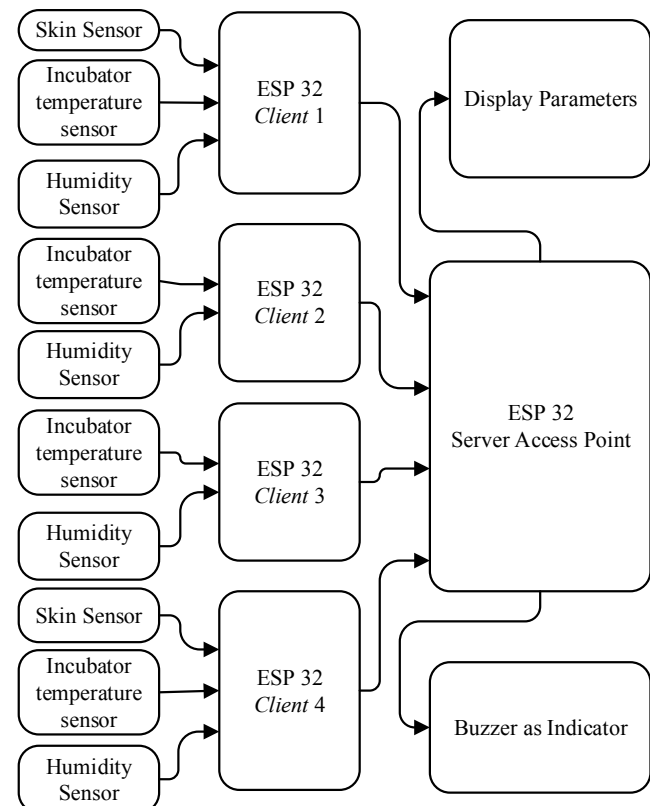 Skin Sensor
Incubator
temperature
sensor
Humidity
Sensor
ESP 32
Client 1
Incubator
temperature
sensor
Humidity
Sensor
ESP 32
Client 2
Incubator
temperature
sensor
Humidity
Sensor
ESP 32
Client 3
Skin Sensor
Incubator
temperature
sensor
Humidity
Sensor
ESP 32
Client 4
Display Parameters
ESP 32
Server Access Point
Buzzer as Indicator